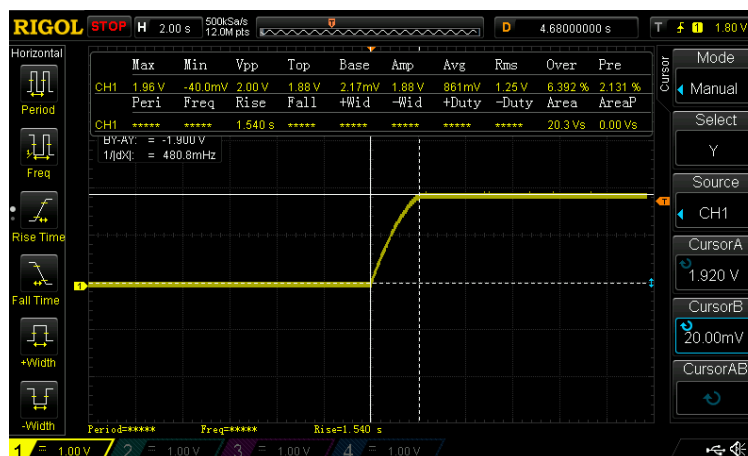 RIGOL STOP H 2.00 s 500kSa/s 12.0M pts D 4.68000000 s T 1 1.80 V
Horizontal
Period
Freq
Rise Time
Fall Time
+Width
-Width
Max Min Vpp Top Base Amp Avg Rms Over Pre
CH1 1.96 V -40.0mV 2.00 V 1.88 V 2.17mV 1.88 V 861mV 1.25 V 6.392 % 2.131 %
Peri Freq Rise Fall +Wid -Wid +Duty -Duty Area AreaP
CH1 ***** ***** 1.540 s ***** ***** ***** ***** ***** 20.3 Vs 0.00 Vs
BY-AY: = -1.900 V
1/|dX|: = 480.8mHz
1
T
Period=***** Freq=***** Rise=1.540 s
Cursor
Mode
Manual
Select
Y
Source
CH1
CursorA
1.920 V
CursorB
20.00mV
CursorAB
1 = 1.00 V 2 = 1.00 V 3 = 1.00 V 4 = 1.00 V